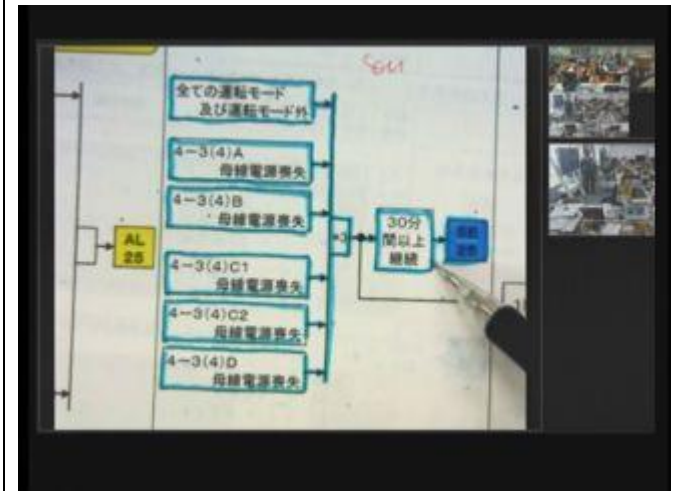 全ての運転モード
及び運転モード外
4-3(4)A
母線電源喪失
4-3(4)B
母線電源喪失
AL
25
30分
間以上
継続
SE
25
4-3(4)C1
母線電源喪失
4-3(4)C2
母線電源喪失
4-3(4)D
母線電源喪失